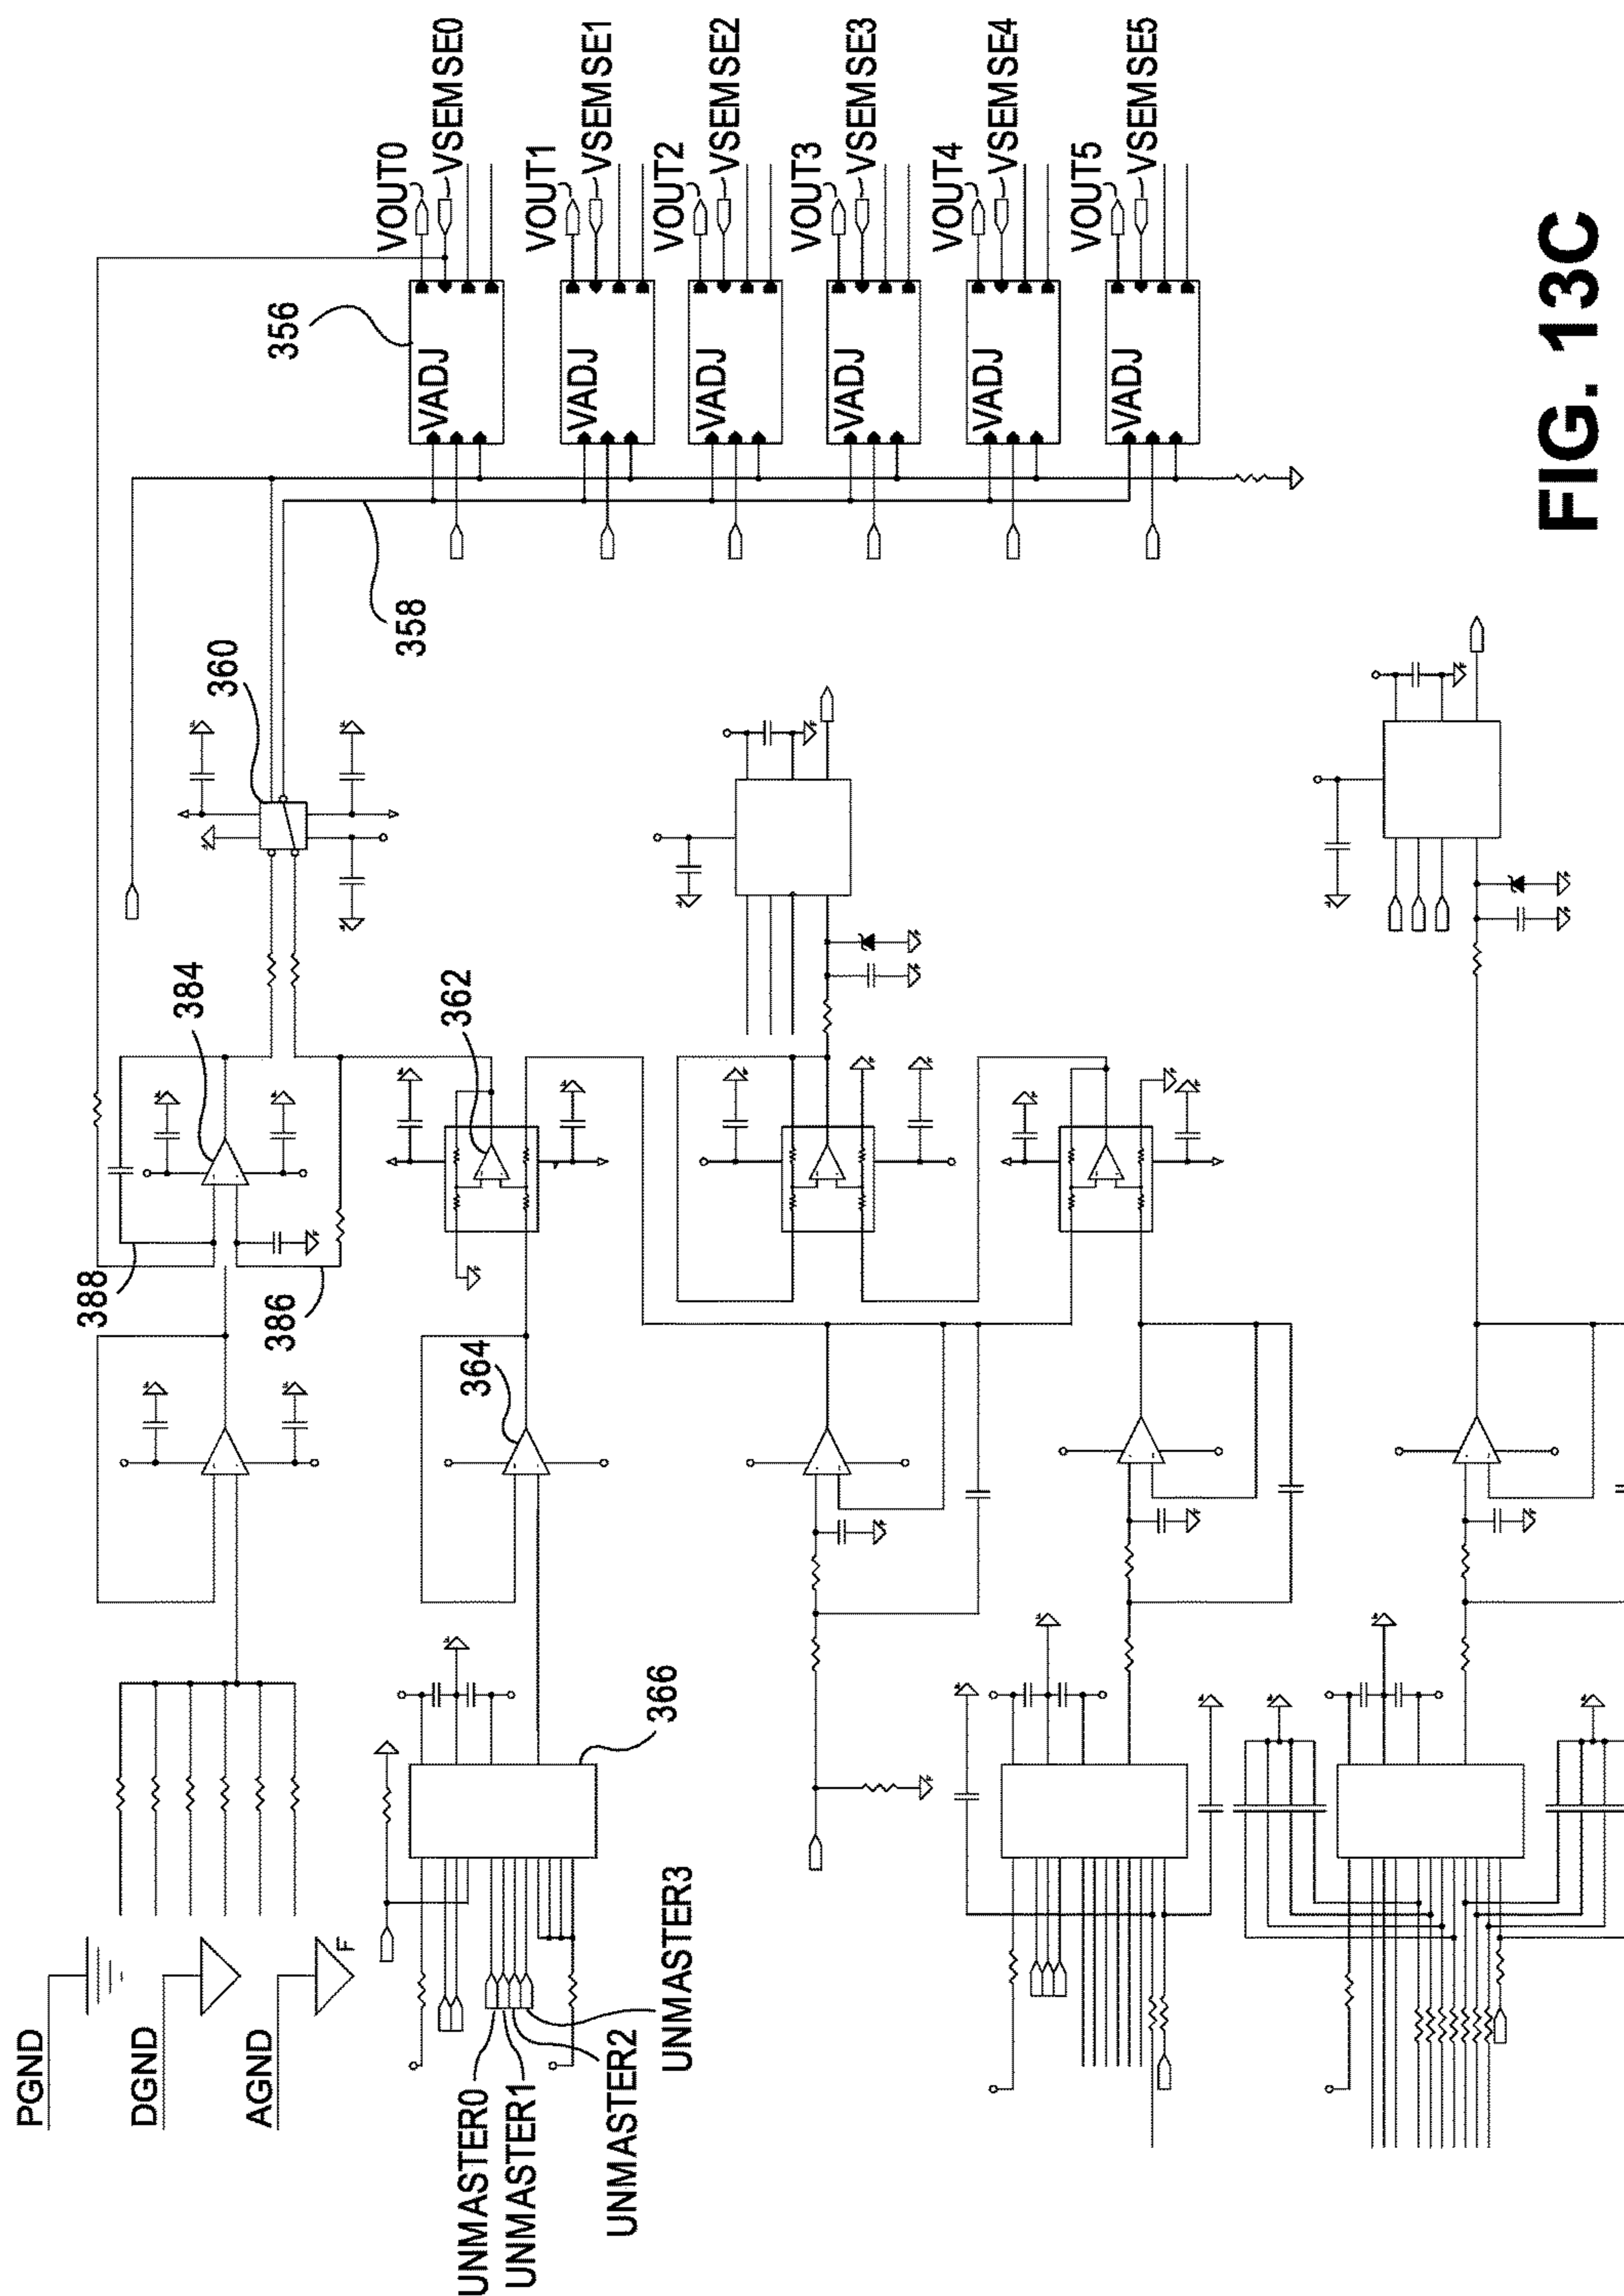 PGND
DGND
AGND
F
388
384
386
360
356
358
VADJ
VOUT0
VSEMSE0
VADJ
VOUT1
VSEMSE1
VADJ
VOUT2
VSEMSE2
VADJ
VOUT3
VSEMSE3
VADJ
VOUT4
VSEMSE4
VADJ
VOUT5
VSEMSE5
362
364
366
UNMASTER0
UNMASTER1
UNMASTER2
UNMASTER3
FIG. 13C